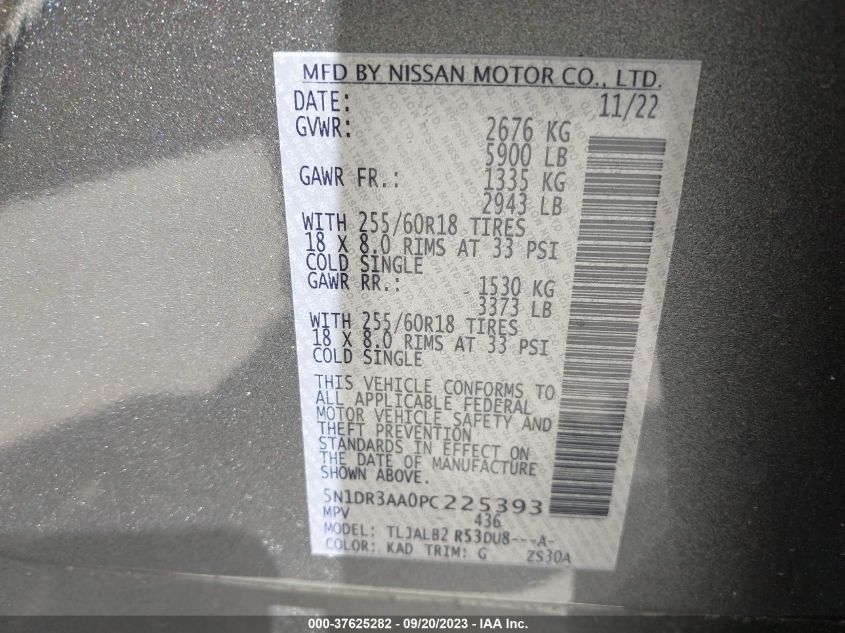 MFD BY NISSAN MOTOR CO., LTD.
DATE: 11/22
GVWR: 2676 KG
5900 LB
GAWR FR.: 1335 KG
2943 LB
WITH 255/60R18 TIRES
18 X 8.0 RIMS AT 33 PSI
COLD SINGLE
GAWR RR.: 1530 KG
3373 LB
WITH 255/60R18 TIRES
18 X 8.0 RIMS AT 33 PSI
COLD SINGLE
THIS VEHICLE CONFORMS TO
ALL APPLICABLE FEDERAL
MOTOR VEHICLE SAFETY AND
THEFT PREVENTION
STANDARDS IN EFFECT ON
THE DATE OF MANUFACTURE
SHOWN ABOVE.
5N1DR3AA0PC225393
MPV 436
MODEL: TLJALB2 R53DU8---A-
COLOR: KAD TRIM: G ZS30A
000-37625282 - 09/20/2023 - IAA Inc.